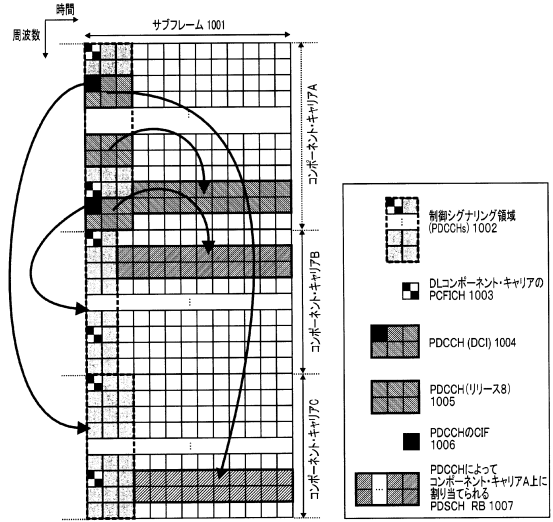 時間
周波数
サブフレーム 1001
コンポーネント・キャリアA
コンポーネント・キャリアB
コンポーネント・キャリアC
制御シグナリング領域
(PDCCHs) 1002
DLコンポーネント・キャリアの
PCFICH 1003
PDCCH (DCI) 1004
PDCCH(リリース8)
1005
PDCCHのCIF
1006
PDCCHによって
コンポーネント・キャリアA上に
割り当てられる
PDSCH RB 1007